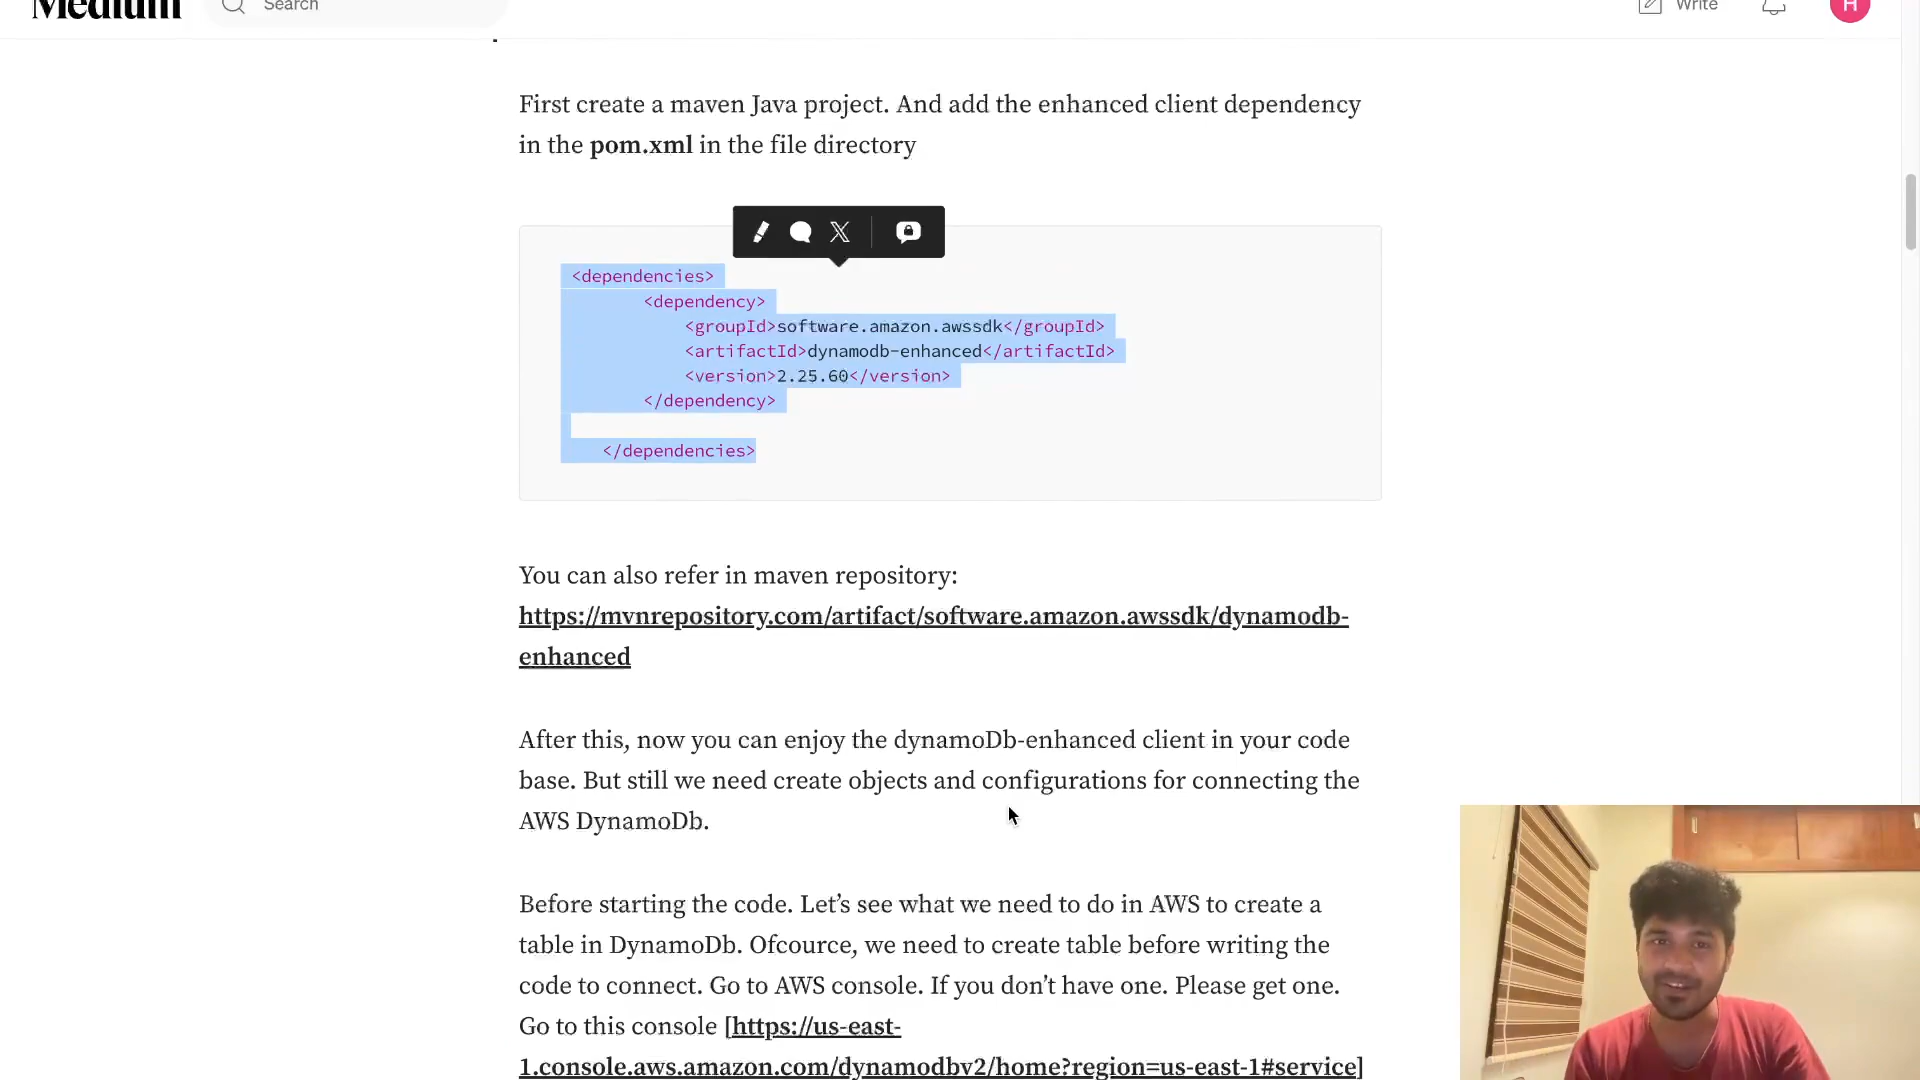 Medium
Search
Write
H
First create a maven Java project. And add the enhanced client dependency
in the pom.xml in the file directory
<dependencies>
<dependency>
<groupId>software.amazon.awssdk</groupId>
<artifactId>dynamodb-enhanced</artifactId>
<version>2.25.60</version>
</dependency>
</dependencies>
You can also refer in maven repository:
https://mvnrepository.com/artifact/software.amazon.awssdk/dynamodb-
enhanced
After this, now you can enjoy the dynamoDb-enhanced client in your code
base. But still we need create objects and configurations for connecting the
AWS DynamoDb.
Before starting the code. Let’s see what we need to do in AWS to create a
table in DynamoDb. Ofcource, we need to create table before writing the
code to connect. Go to AWS console. If you don’t have one. Please get one.
Go to this console [https://us-east-
1.console.aws.amazon.com/dynamodbv2/home?region=us-east-1#service]